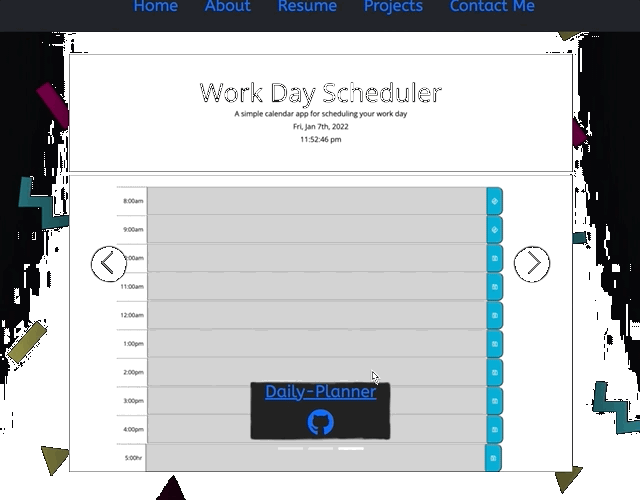 Home About Resume Projects Contact Me
Work Day Scheduler
A simple calendar app for scheduling your work day
Fri, Jan 7th, 2022
11:52:46 pm
8:00am
9:00am
11:00am
12:00am
1:00pm
2:00pm
3:00pm
4:00pm
5:00hr
Daily-Planner